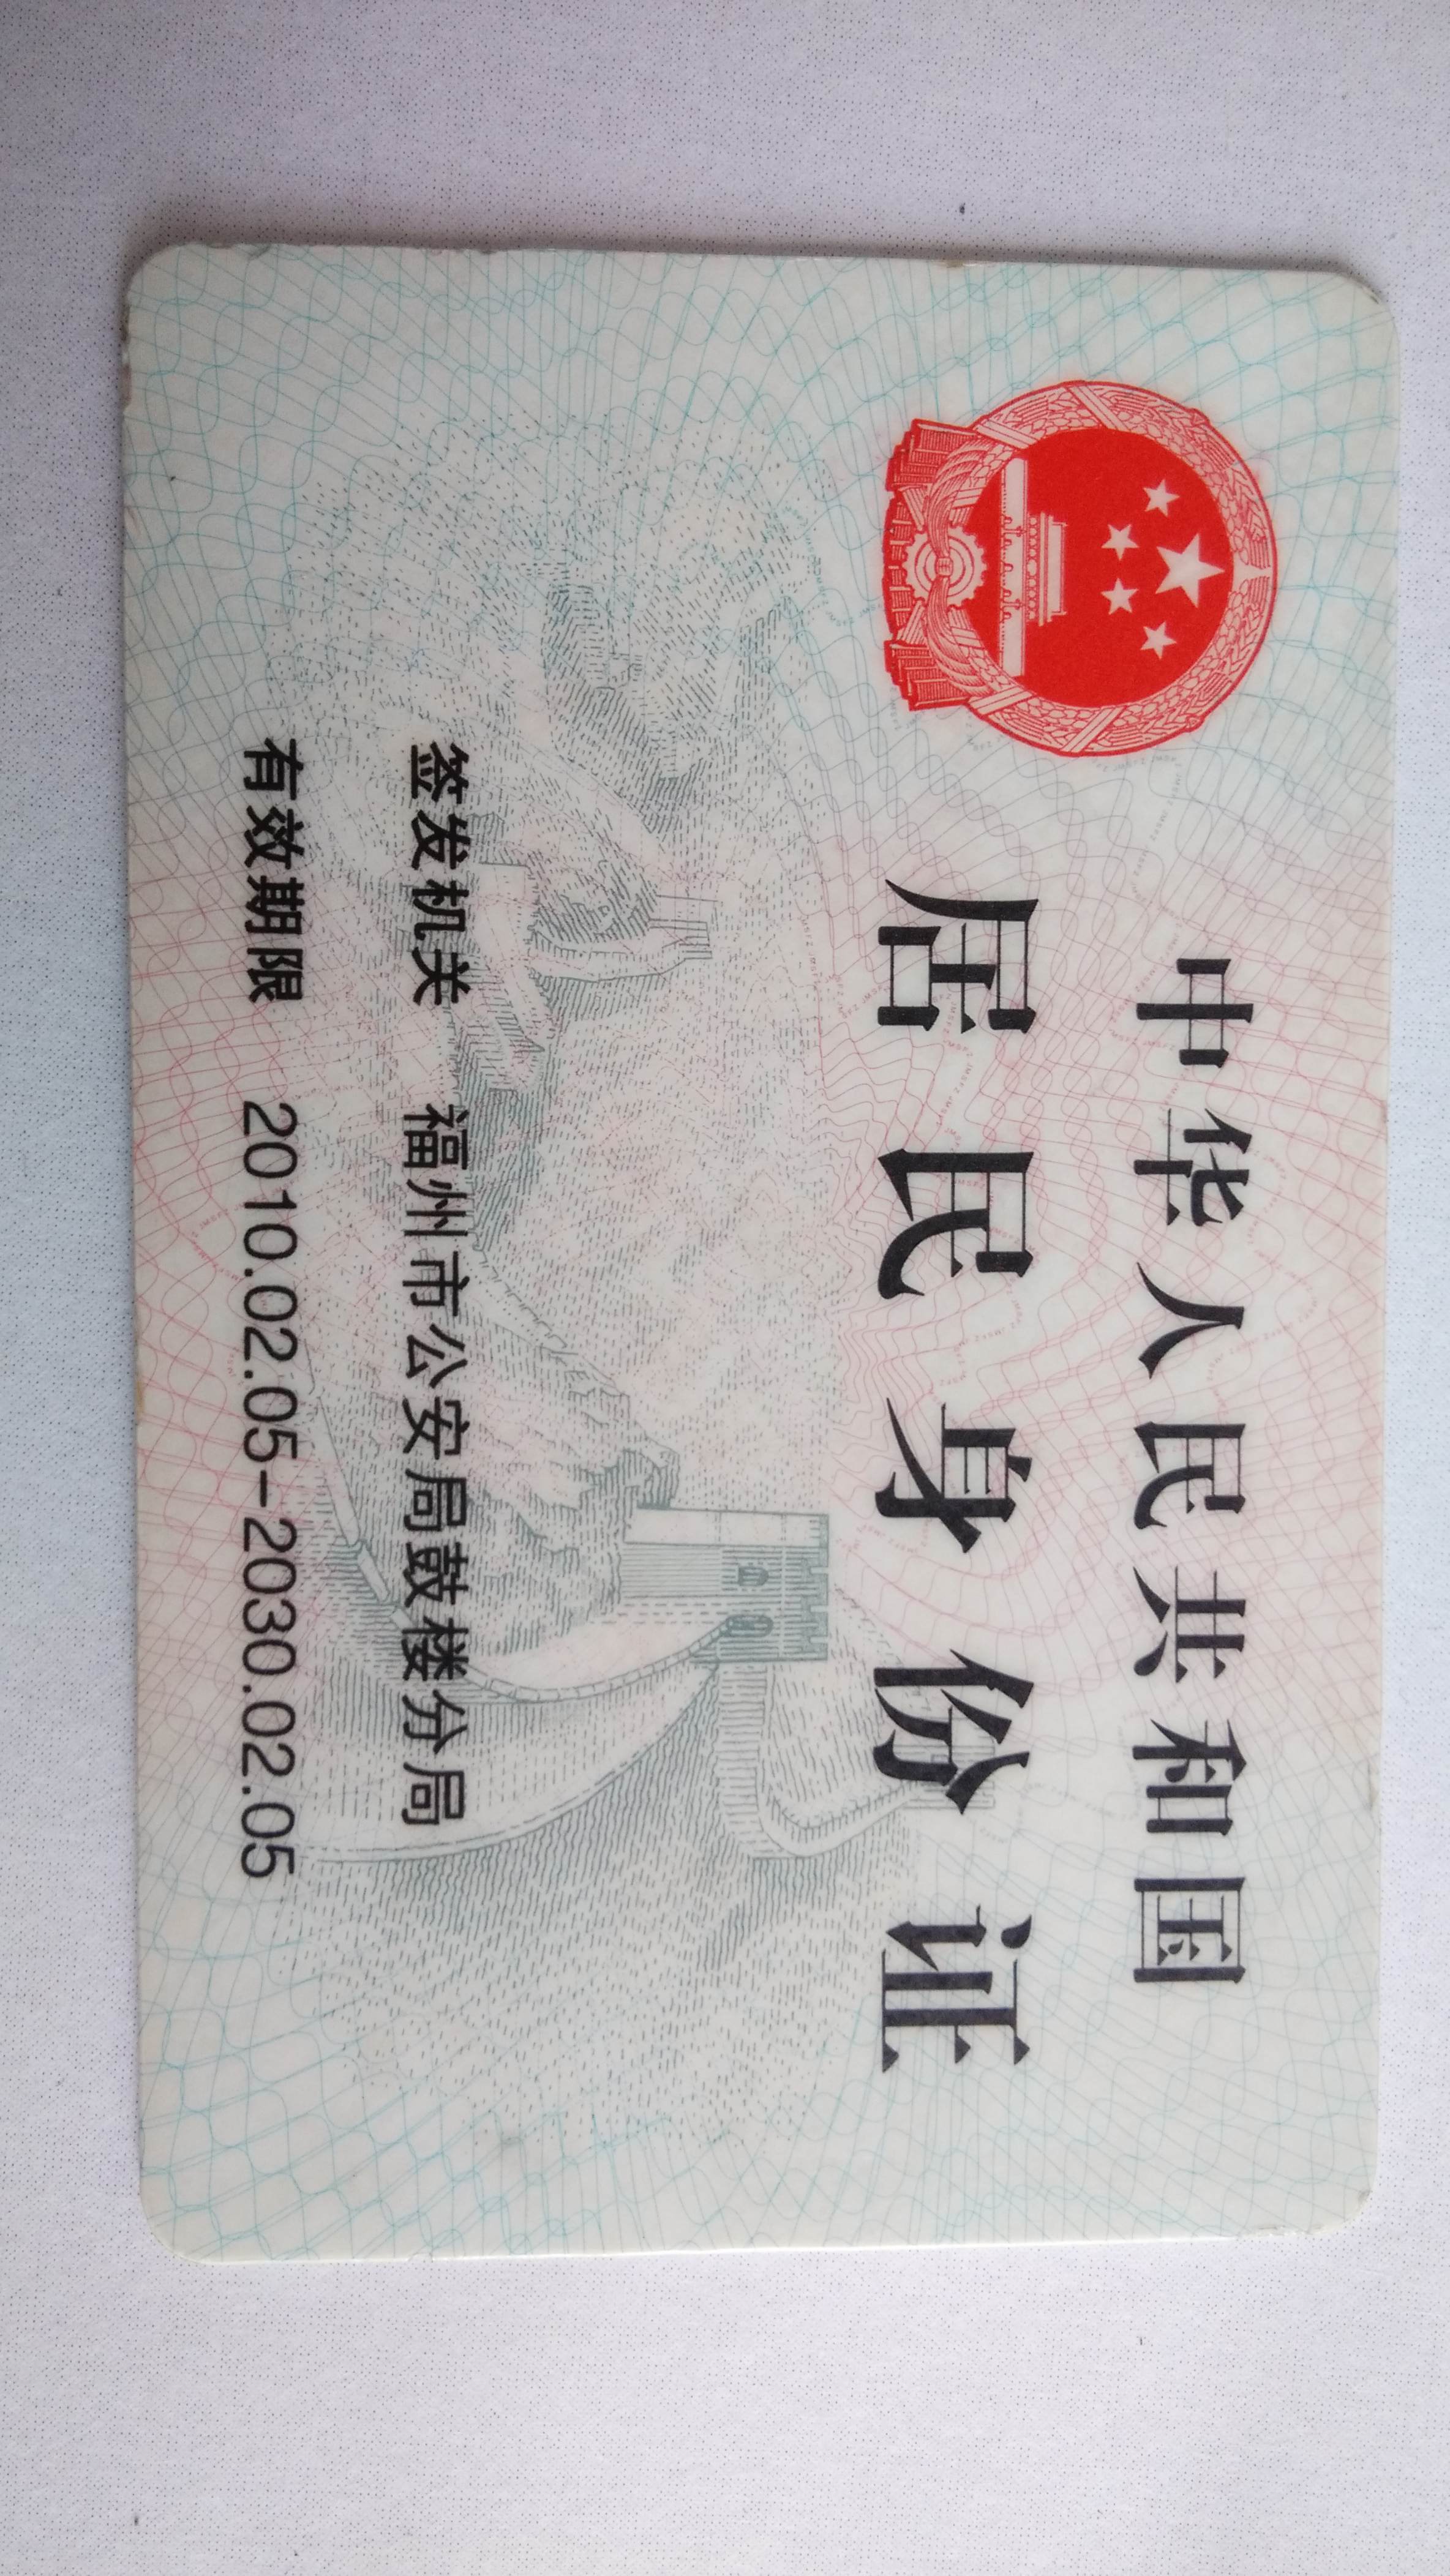 中华人民共和国
居民身份证
签发机关 福州市公安局鼓楼分局
有效期限 2010.02.05-2030.02.05